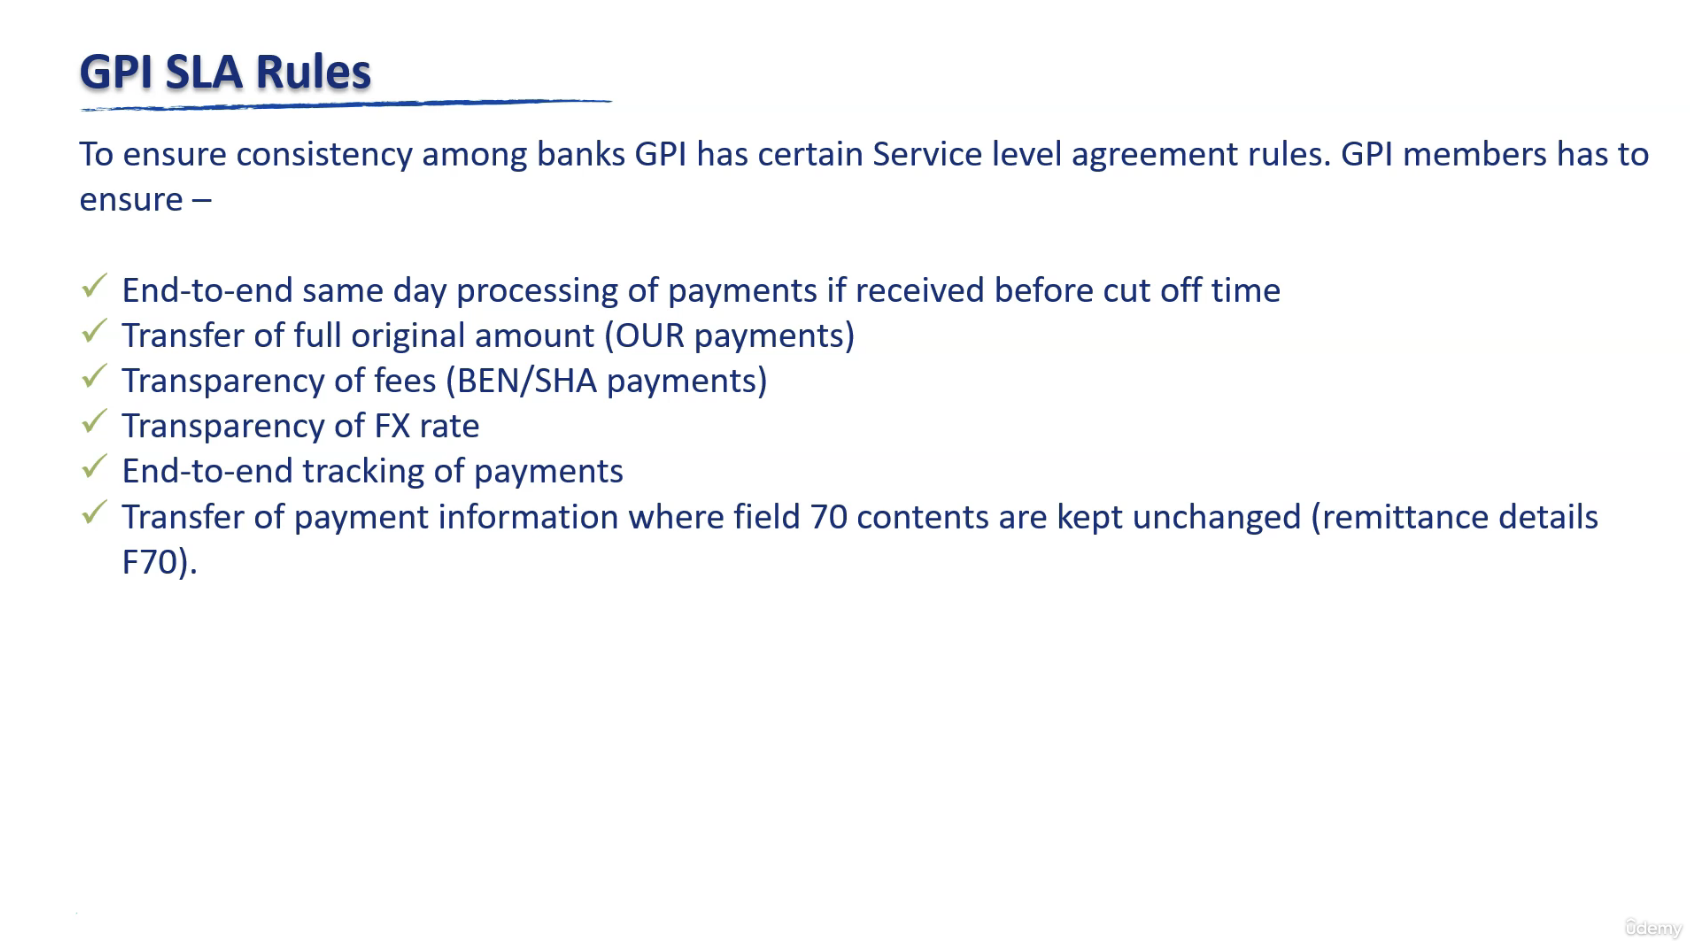 GPI SLA Rules
To ensure consistency among banks GPI has certain Service level agreement rules. GPI members has to
ensure –
✓ End-to-end same day processing of payments if received before cut off time
✓ Transfer of full original amount (OUR payments)
✓ Transparency of fees (BEN/SHA payments)
✓ Transparency of FX rate
✓ End-to-end tracking of payments
✓ Transfer of payment information where field 70 contents are kept unchanged (remittance details
F70).
ûdemy